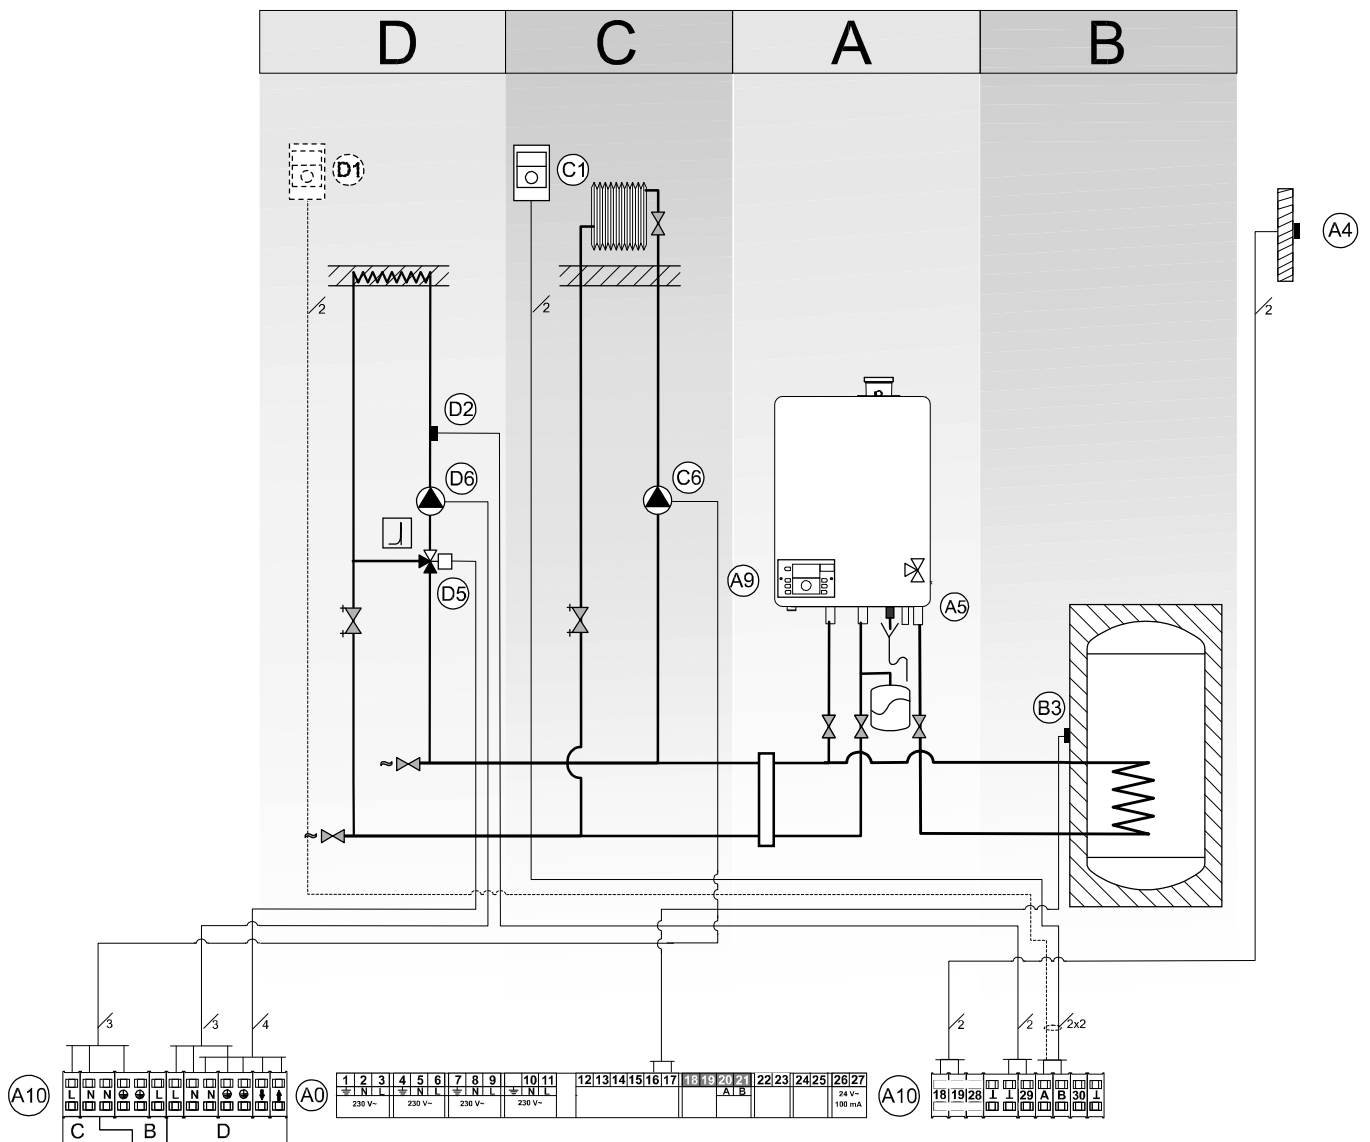 D C A B
D1
C1
A4
2
2
2
D2
D6
C6
D5
A9
A5
B3
3
3
4
2
2
2x2
A10
L N N L L N N
C B D
A0
1 2 3 4 5 6 7 8 9 10 11 12 13 14 15 16 17 18 19 20 21 22 23 24 25 26 27
N L N L N L N L A B
230 V~ 230 V~ 230 V~ 230 V~ 24 V~
100 mA
A10
18 19 28 29 A B 30